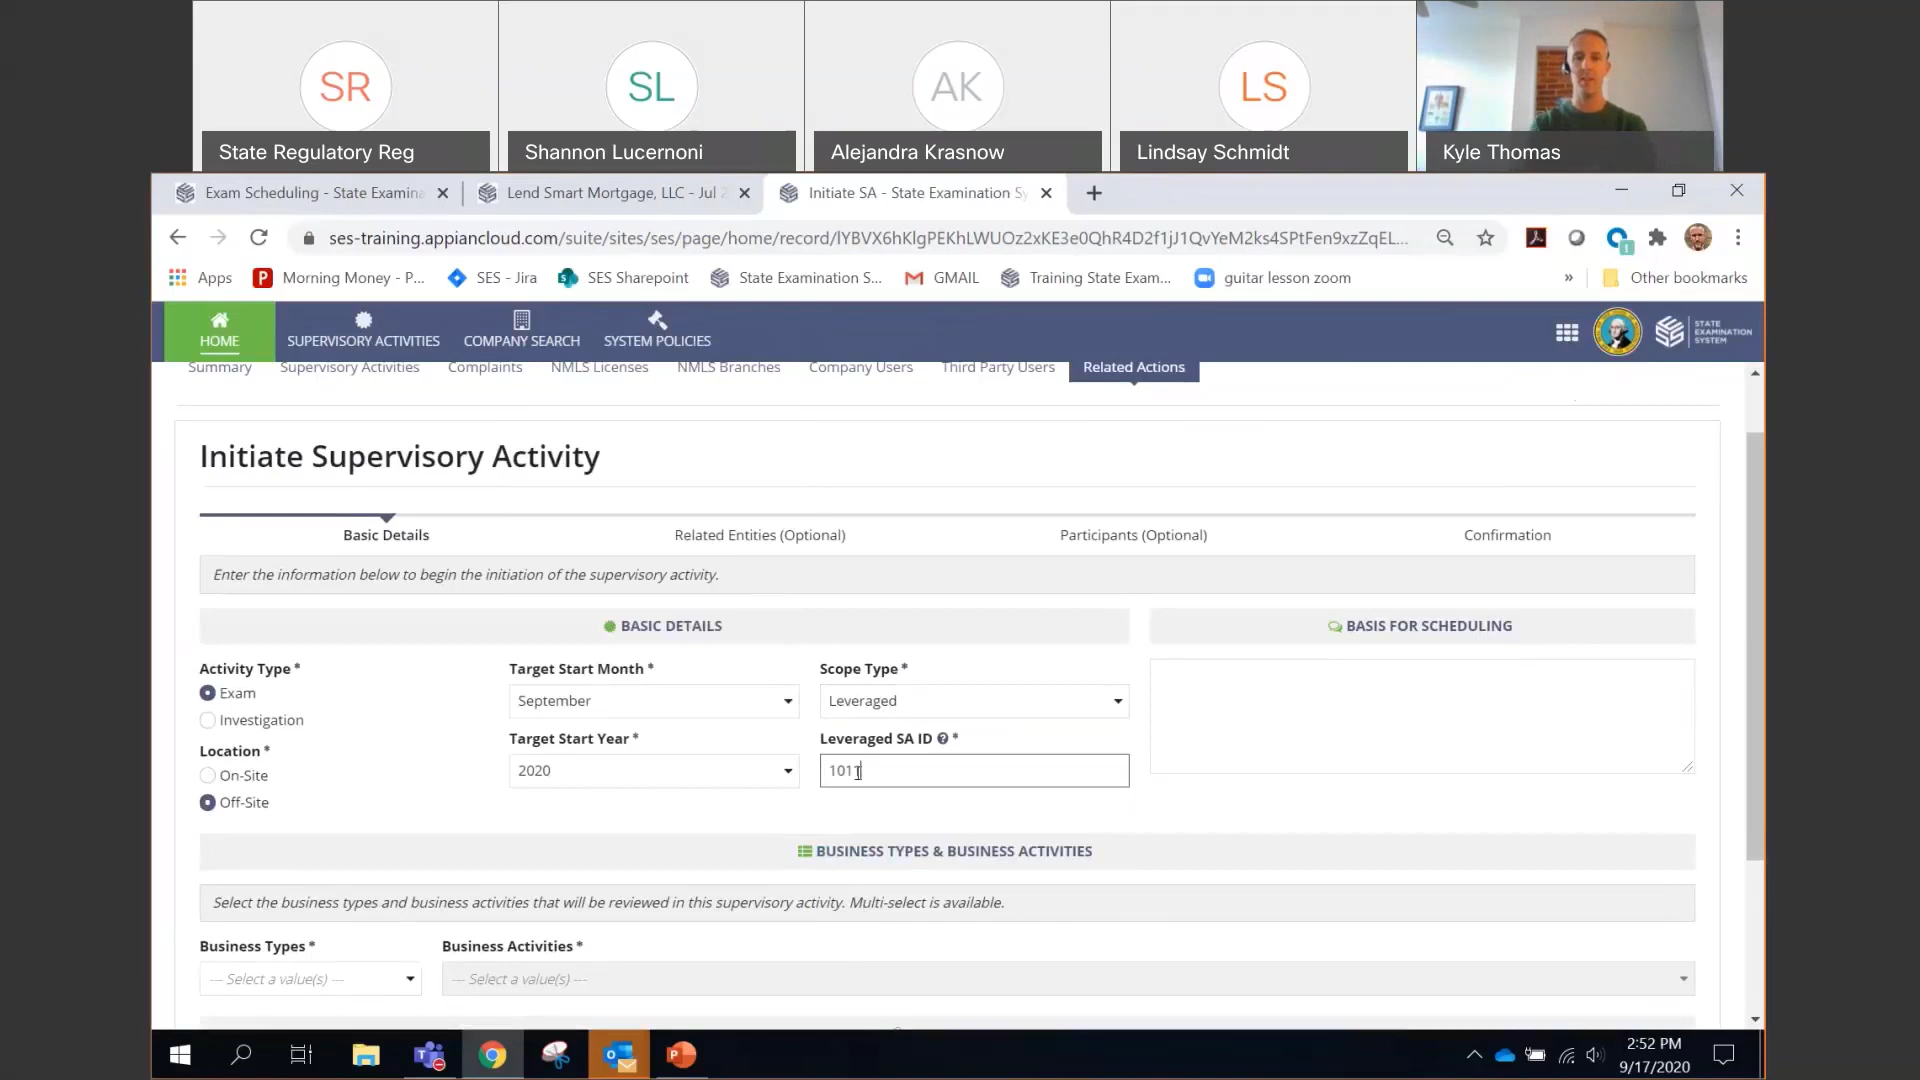 SR
SL
AK
LS
State Regulatory Reg
Shannon Lucernoni
Alejandra Krasnow
Lindsay Schmidt
Kyle Thomas
Exam Scheduling - State Examina
Lend Smart Mortgage, LLC - Jul 2
Initiate SA - State Examination Sy
ses-training.appiancloud.com/suite/sites/ses/page/home/record/
Apps
Morning Money - P...
SES - Jira
SES Sharepoint
State Examination S...
GMAIL
Training State Exam...
guitar lesson zoom
»
Other bookmarks
HOME
SUPERVISORY ACTIVITIES
COMPANY SEARCH
SYSTEM POLICIES
STATE
EXAMINATION
SYSTEM
Summary
Supervisory Activities
Complaints
NMLS Licenses
NMLS Branches
Company Users
Third Party Users
Related Actions
Initiate Supervisory Activity
Basic Details
Related Entities (Optional)
Participants (Optional)
Confirmation
Enter the information below to begin the initiation of the supervisory activity.
BASIC DETAILS
BASIS FOR SCHEDULING
Activity Type *
Exam
Investigation
Location *
On-Site
Off-Site
Target Start Month *
September
Target Start Year *
2020
Scope Type *
Leveraged
Leveraged SA ID *
1011
BUSINESS TYPES & BUSINESS ACTIVITIES
Select the business types and business activities that will be reviewed in this supervisory activity. Multi-select is available.
Business Types *
Business Activities *
--- Select a value(s) ---
--- Select a value(s) ---
2:52 PM
9/17/2020